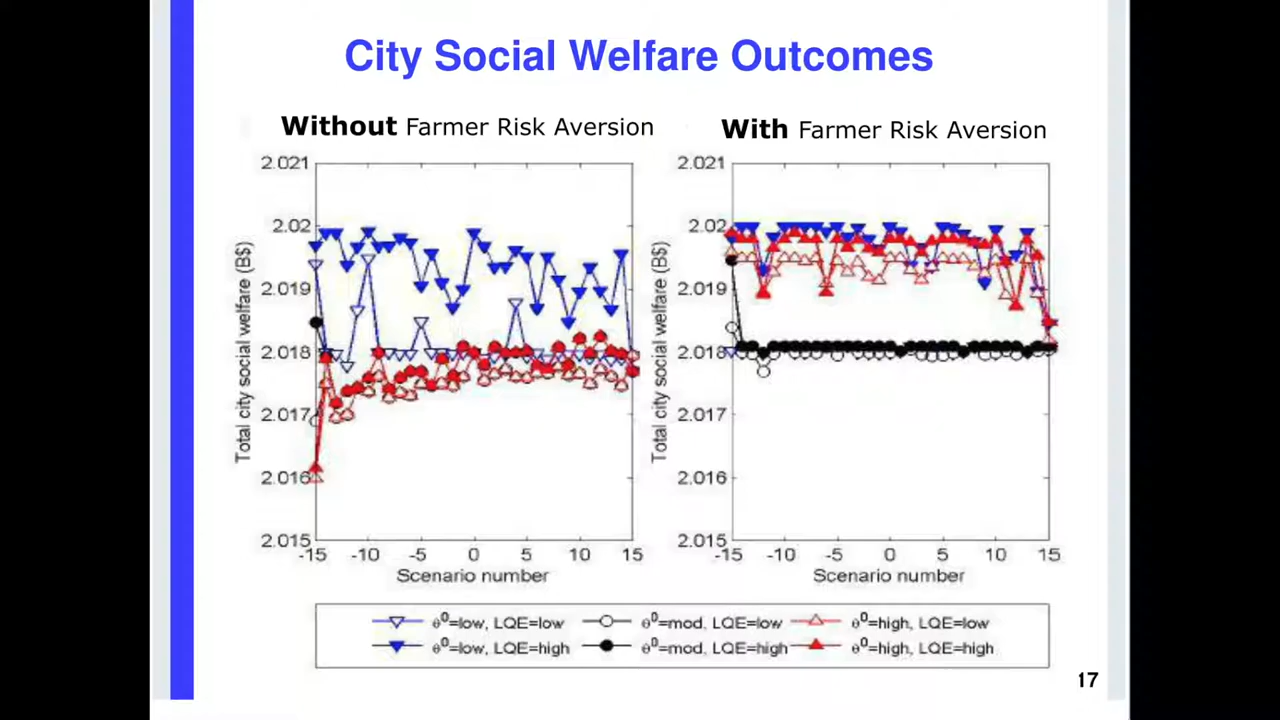 City Social Welfare Outcomes
Without Farmer Risk Aversion
With Farmer Risk Aversion
2.021
2.02
2.019
2.018
2.017
2.016
2.015
Total city social welfare (B$)
-15 -10 -5 0 5 10 15
Scenario number
2.021
2.02
2.019
2.018
2.017
2.016
2.015
Total city social welfare (B$)
-15 -10 -5 0 5 10 15
Scenario number
θ⁰=low, LQE=low θ⁰=mod, LQE=low θ⁰=high, LQE=low
θ⁰=low, LQE=high θ⁰=mod, LQE=high θ⁰=high, LQE=high
17